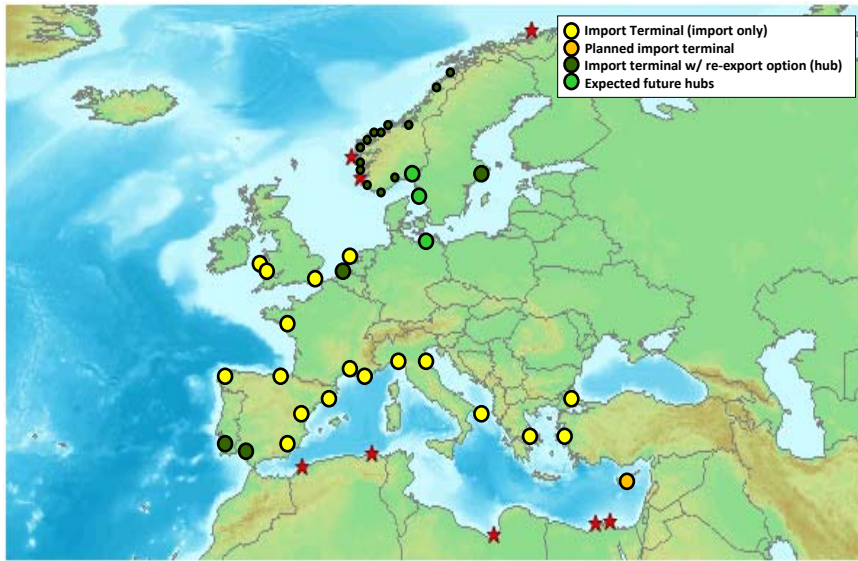 Import Terminal (import only)
Planned import terminal
Import terminal w/ re-export option (hub)
Expected future hubs